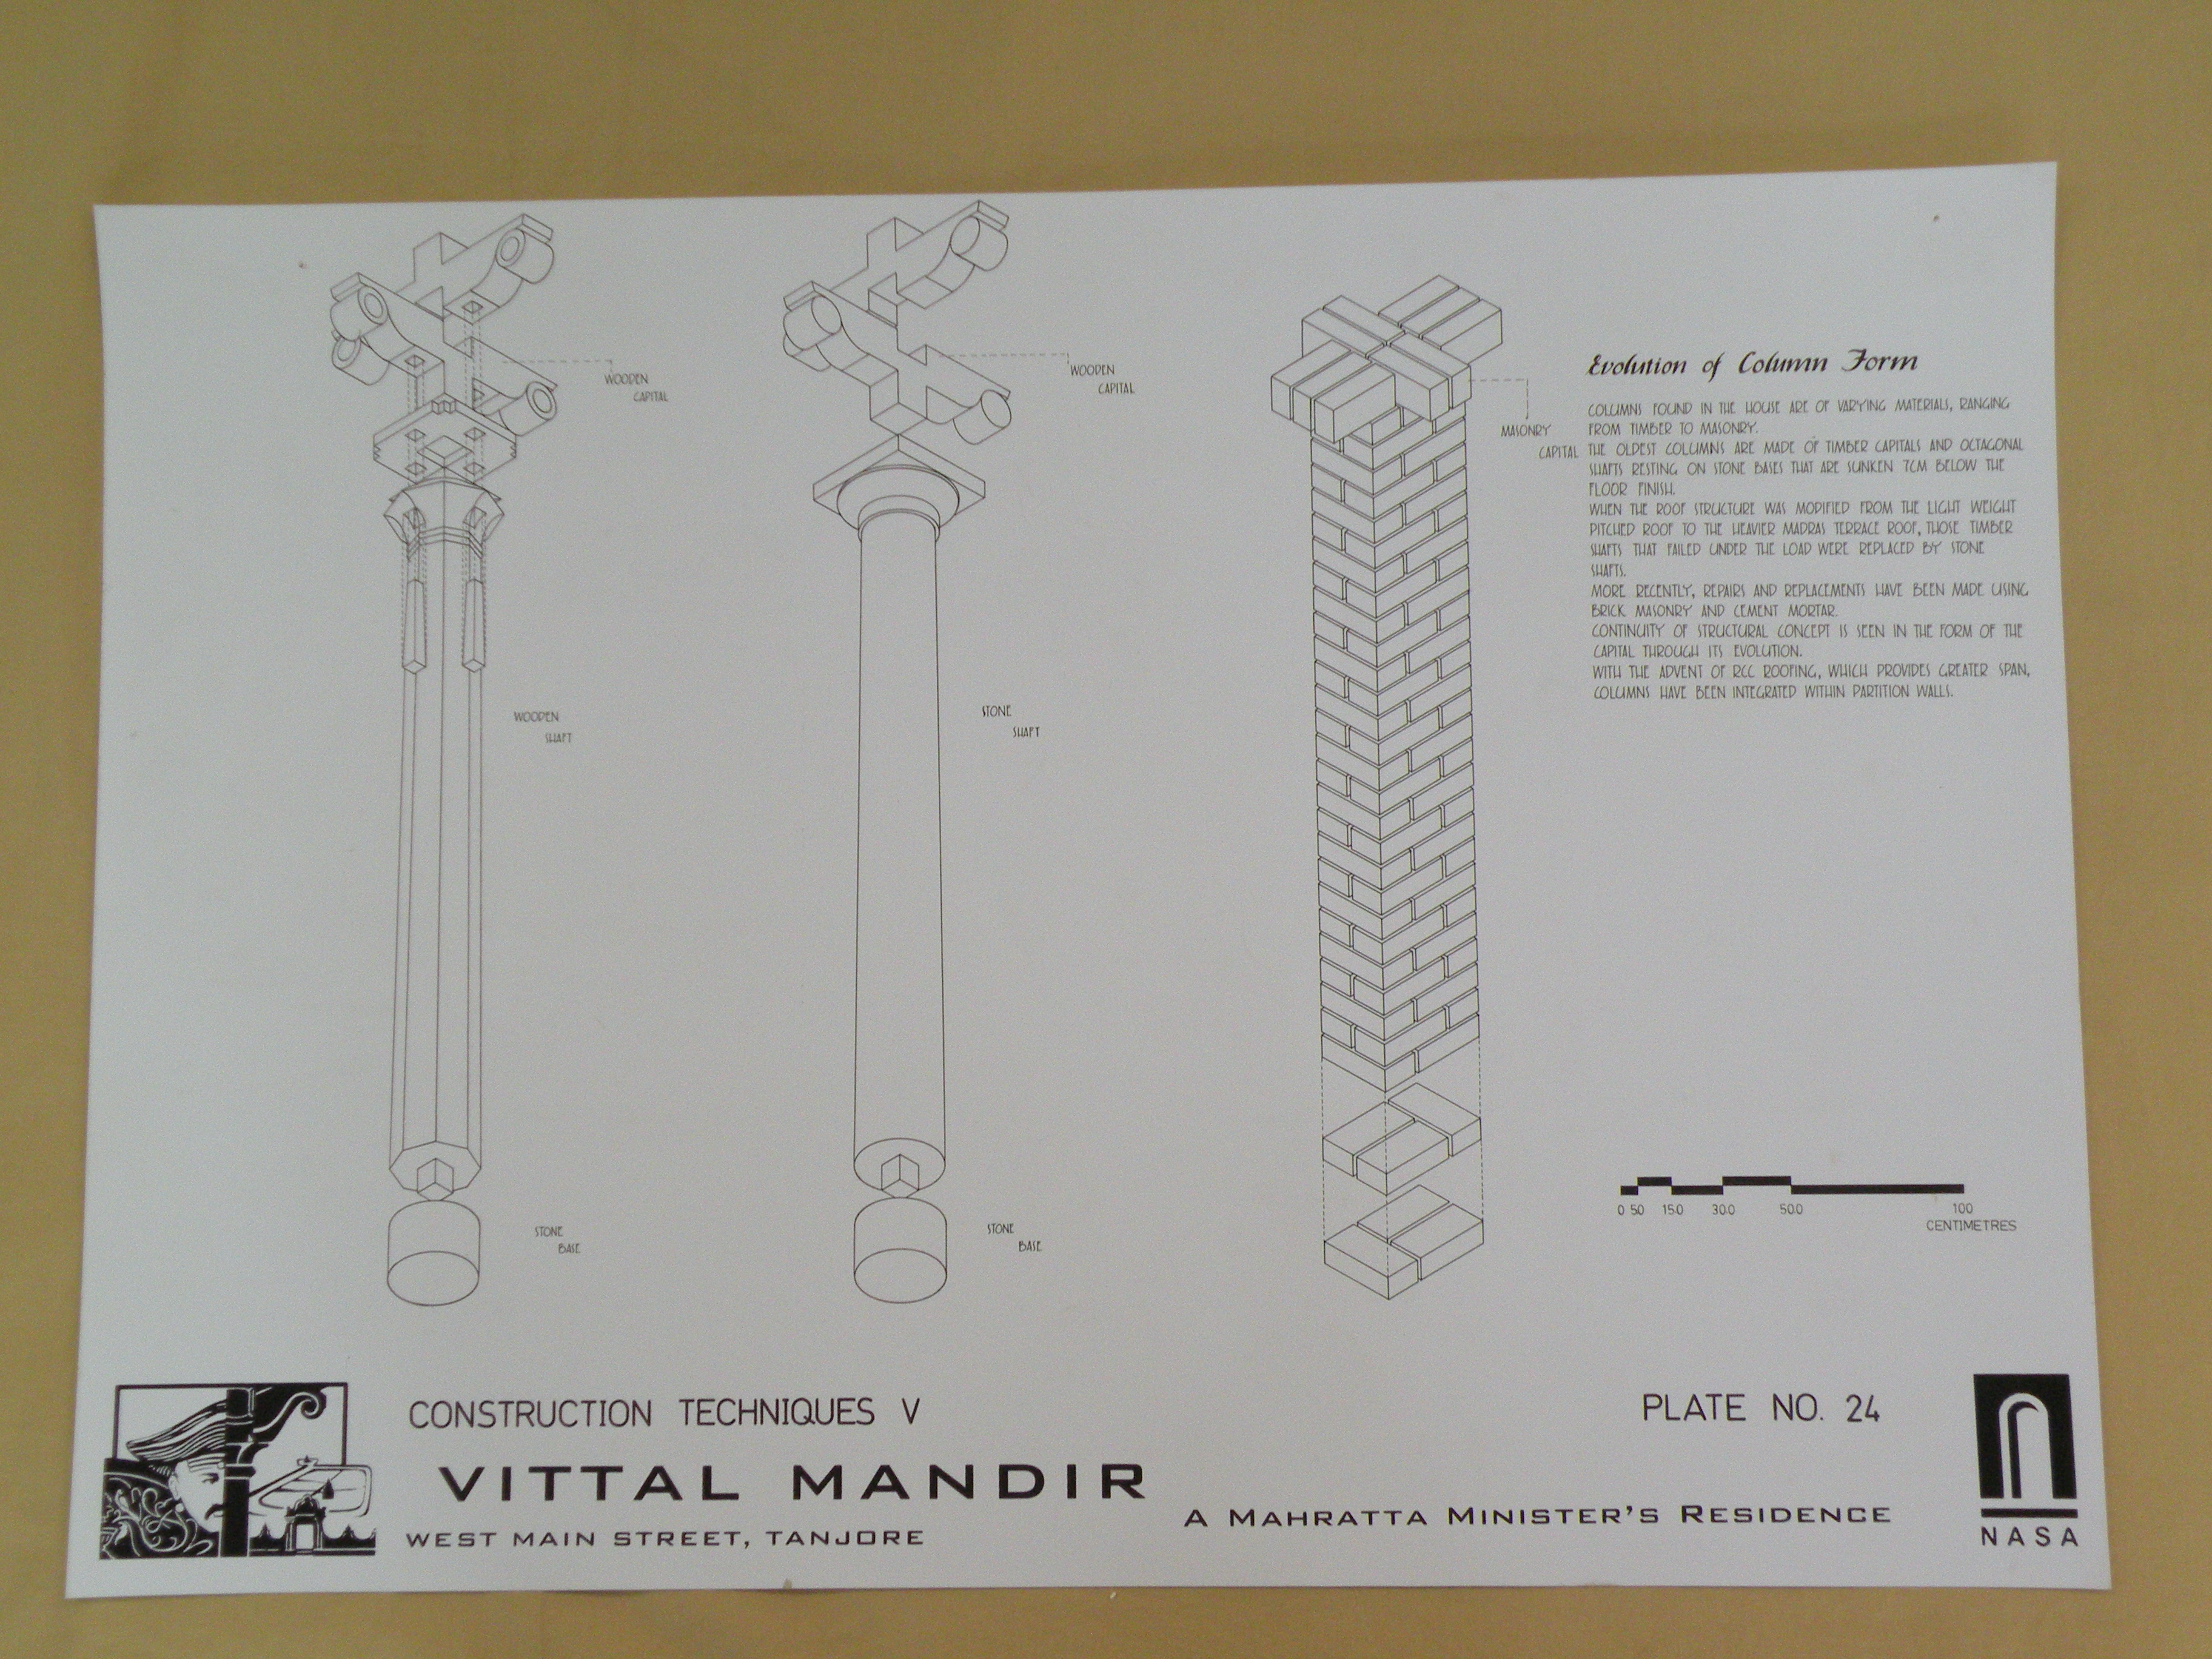 WOODEN
CAPITAL
WOODEN
CAPITAL
MASONRY
CAPITAL
WOODEN
SHAFT
STONE
SHAFT
STONE
BASE
STONE
BASE
Evolution of Column Form
COLUMNS FOUND IN THE HOUSE ARE OF VARYING MATERIALS, RANGING
FROM TIMBER TO MASONRY.
THE OLDEST COLUMNS ARE MADE OF TIMBER CAPITALS AND OCTAGONAL
SHAFTS RESTING ON STONE BASES THAT ARE SUNKEN 7CM BELOW THE
FLOOR FINISH.
WHEN THE ROOF STRUCTURE WAS MODIFIED FROM THE LIGHT WEIGHT
PITCHED ROOF TO THE HEAVIER MADRAS TERRACE ROOF, THOSE TIMBER
SHAFTS THAT FAILED UNDER THE LOAD WERE REPLACED BY STONE
SHAFTS.
MORE RECENTLY, REPAIRS AND REPLACEMENTS HAVE BEEN MADE USING
BRICK MASONRY AND CEMENT MORTAR.
CONTINUITY OF STRUCTURAL CONCEPT IS SEEN IN THE FORM OF THE
CAPITAL THROUGH ITS EVOLUTION.
WITH THE ADVENT OF RCC ROOFING, WHICH PROVIDES GREATER SPAN,
COLUMNS HAVE BEEN INTEGRATED WITHIN PARTITION WALLS.
0 5.0 15.0 30.0 50.0 100
CENTIMETRES
CONSTRUCTION TECHNIQUES V
PLATE NO. 24
VITTAL MANDIR
A MAHRATTA MINISTER'S RESIDENCE
WEST MAIN STREET, TANJORE
NASA